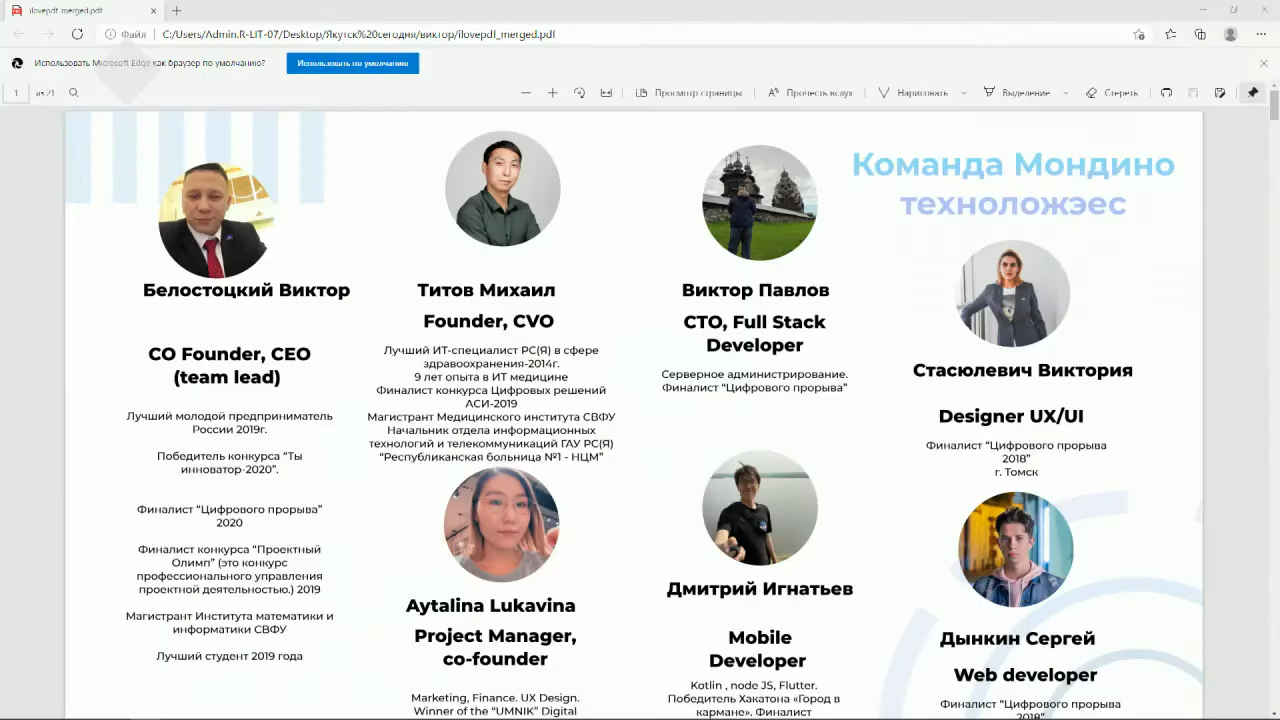 ilovepdf-merged.pdf
Файл
C:/Users/Admin.R-LIT-07/Desktop/Якутск%20сегодня/виктор/ilovepdf_merged.pdf
Использовать Microsoft Edge как браузер по умолчанию?
Использовать по умолчанию
1 из 21
Просмотр страницы
Прочесть вслух
Нарисовать
Выделение
Стереть
Команда Мондино
техноложэес
Белостоцкий Виктор
CO Founder, CEO
(team lead)
Лучший молодой предприниматель
России 2019г.
Победитель конкурса “Ты
инноватор-2020”.
Финалист “Цифрового прорыва”
2020
Финалист конкурса “Проектный
Олимп” (это конкурс
профессионального управления
проектной деятельностью.) 2019
Магистрант Института математики и
информатики СВФУ
Лучший студент 2019 года
Титов Михаил
Founder, CVO
Лучший ИТ-специалист РС(Я) в сфере
здравоохранения-2014г.
9 лет опыта в ИТ медицине
Финалист конкурса Цифровых решений
АСИ-2019
Магистрант Медицинского института СВФУ
Начальник отдела информационных
технологий и телекоммуникаций ГАУ РС(Я)
“Республиканская больница №1 - НЦМ”
Aytalina Lukavina
Project Manager,
co-founder
Marketing, Finance. UX Design.
Winner of the “UMNIK” Digital
Виктор Павлов
CTO, Full Stack
Developer
Серверное администрирование.
Финалист “Цифрового прорыва”
Дмитрий Игнатьев
Mobile
Developer
Kotlin , node JS, Flutter.
Победитель Хакатона «Город в
кармане». Финалист
Стасюлевич Виктория
Designer UX/UI
Финалист “Цифрового прорыва
2018”
г. Томск
Дынкин Сергей
Web developer
Финалист “Цифрового прорыва
2018”